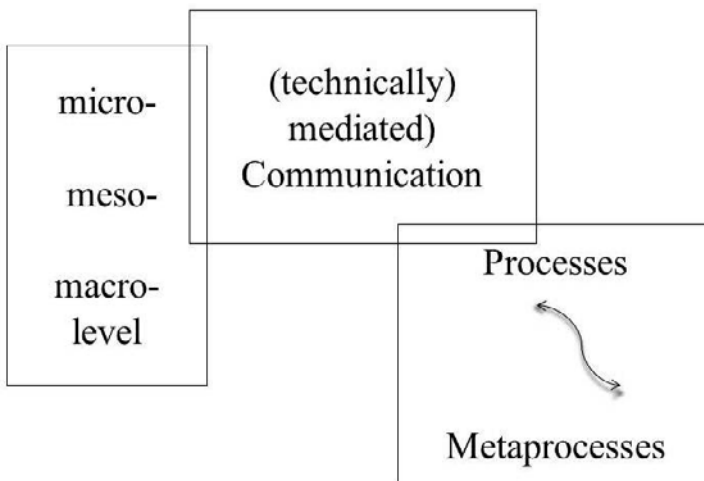 micro-
meso-
macro-
level
(technically)
mediated)
Communication
Processes
Metaprocesses